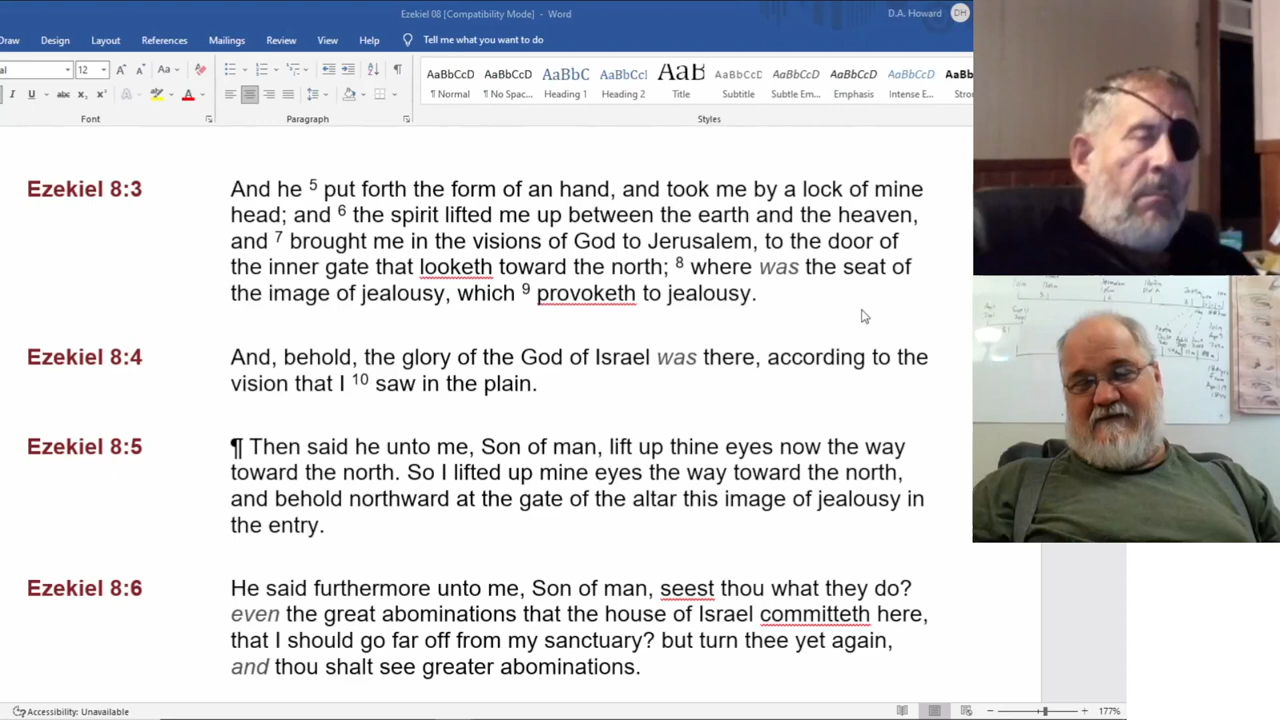 Ezekiel 08 [Compatibility Mode] - Word
D.A. Howard DH
Draw Design Layout References Mailings Review View Help Tell me what you want to do
12 Aa
I U abc x₂ x² A A
AaBbCcD AaBbCcD AaBbC AaBbCcI AaB AaBbCcD AaBbCcD AaBbCcD AaBbCcD AaBb
¶ Normal ¶ No Spac... Heading 1 Heading 2 Title Subtitle Subtle Em... Emphasis Intense E... Stron
Font Paragraph Styles
Ezekiel 8:3 And he 5 put forth the form of an hand, and took me by a lock of mine
head; and 6 the spirit lifted me up between the earth and the heaven,
and 7 brought me in the visions of God to Jerusalem, to the door of
the inner gate that looketh toward the north; 8 where was the seat of
the image of jealousy, which 9 provoketh to jealousy.
Ezekiel 8:4 And, behold, the glory of the God of Israel was there, according to the
vision that I 10 saw in the plain.
Ezekiel 8:5 ¶ Then said he unto me, Son of man, lift up thine eyes now the way
toward the north. So I lifted up mine eyes the way toward the north,
and behold northward at the gate of the altar this image of jealousy in
the entry.
Ezekiel 8:6 He said furthermore unto me, Son of man, seest thou what they do?
even the great abominations that the house of Israel committeth here,
that I should go far off from my sanctuary? but turn thee yet again,
and thou shalt see greater abominations.
Accessibility: Unavailable 177%